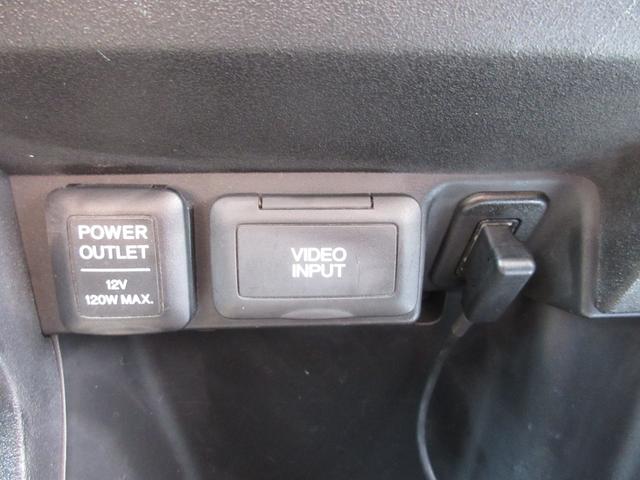 POWER
OUTLET
12V
120W MAX.
VIDEO
INPUT